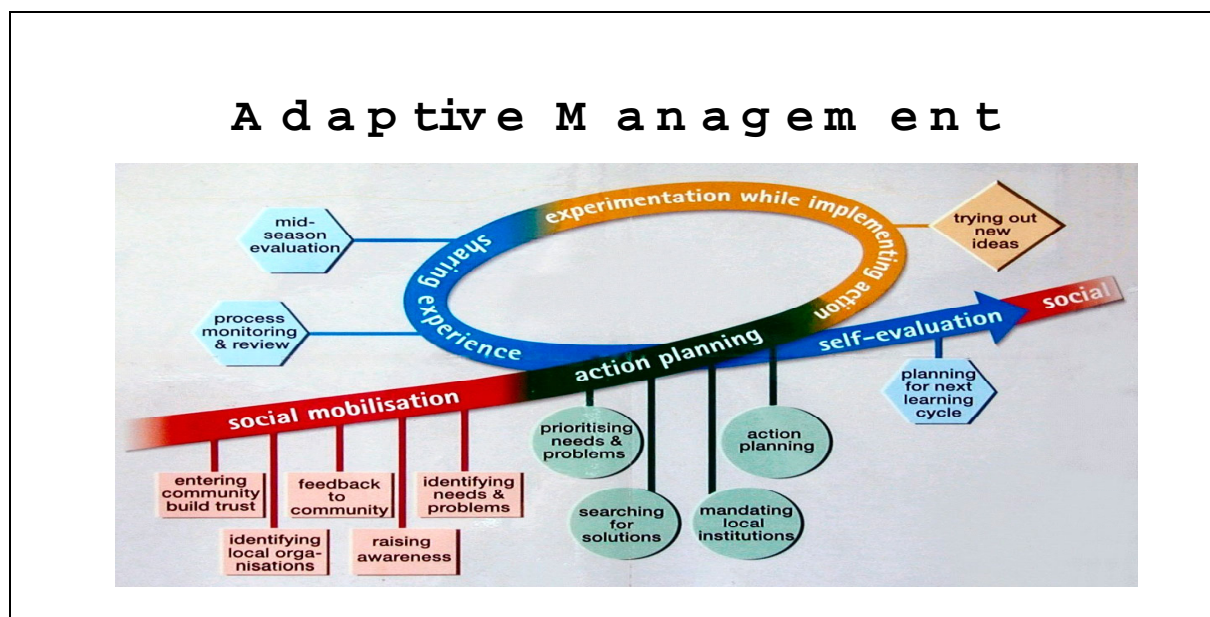 Adaptive Management
experimentation while implementing action
trying out
new
ideas
mid-
season
evaluation
sharing experience
process
monitoring
& review
social
self-evaluation
action planning
planning
for next
learning
cycle
social mobilisation
prioritising
needs &
problems
action
planning
entering
community
build trust
feedback
to
community
identifying
needs &
problems
searching
for
solutions
mandating
local
institutions
identifying
local orga-
nisations
raising
awareness